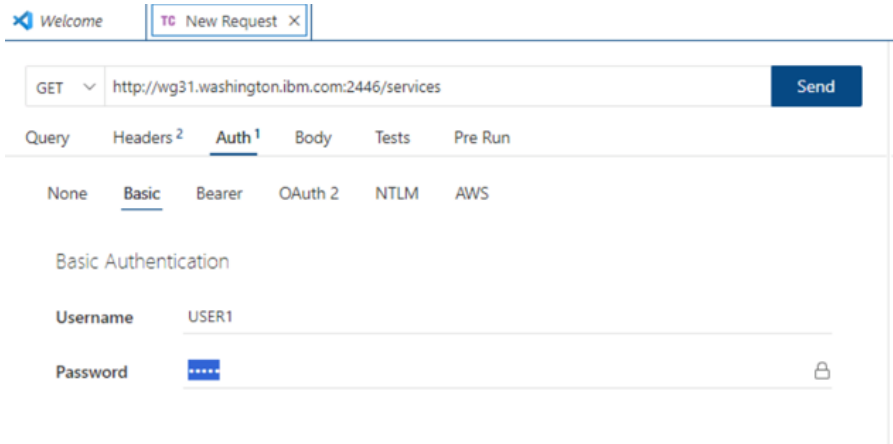 Welcome TC New Request ×
GET http://wg31.washington.ibm.com:2446/services Send
Query Headers 2 Auth 1 Body Tests Pre Run
None Basic Bearer OAuth 2 NTLM AWS
Basic Authentication
Username USER1
Password •••••